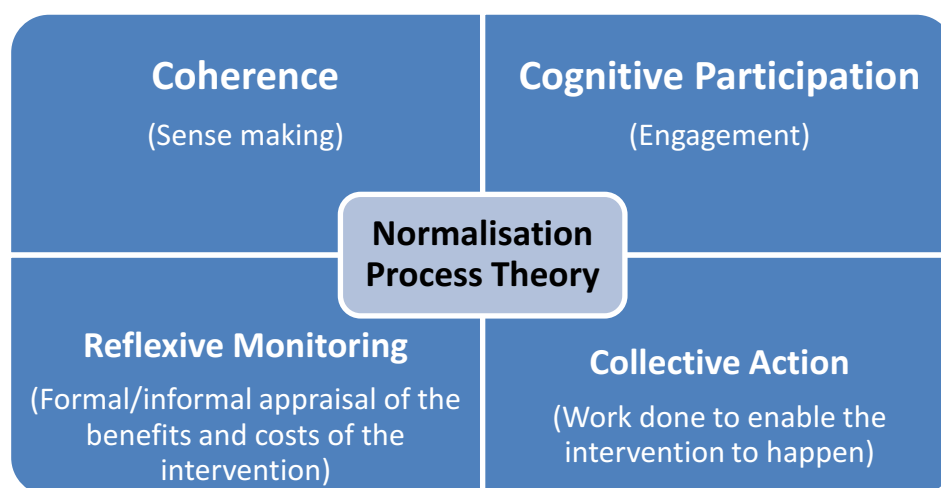 Coherence
(Sense making)
Cognitive Participation
(Engagement)
Normalisation
Process Theory
Reflexive Monitoring
(Formal/informal appraisal of the
benefits and costs of the
intervention)
Collective Action
(Work done to enable the
intervention to happen)